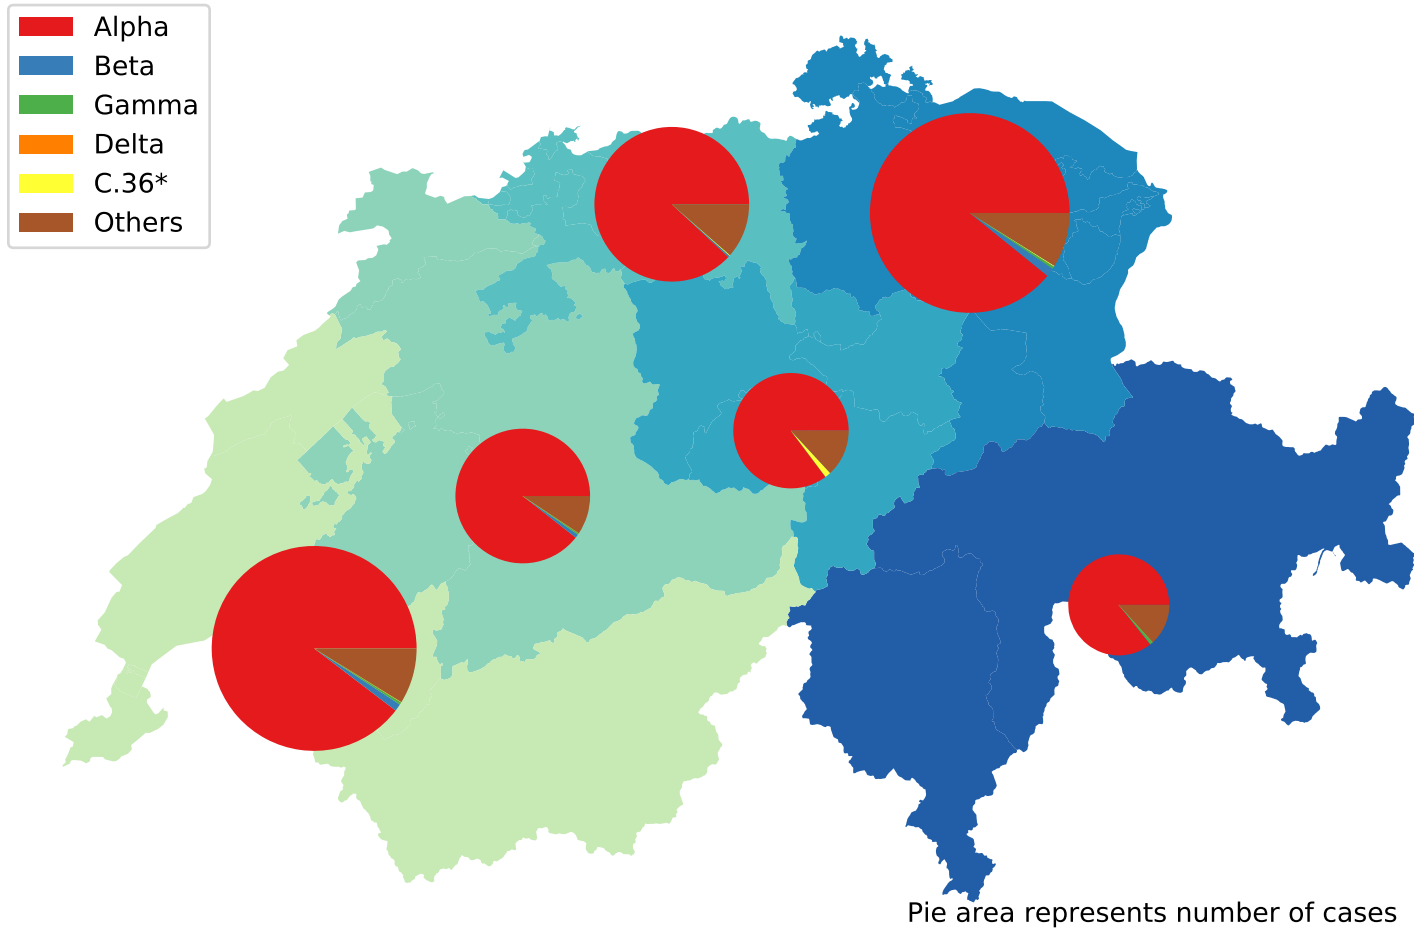 Alpha
Beta
Gamma
Delta
C.36*
Others
Pie area represents number of cases